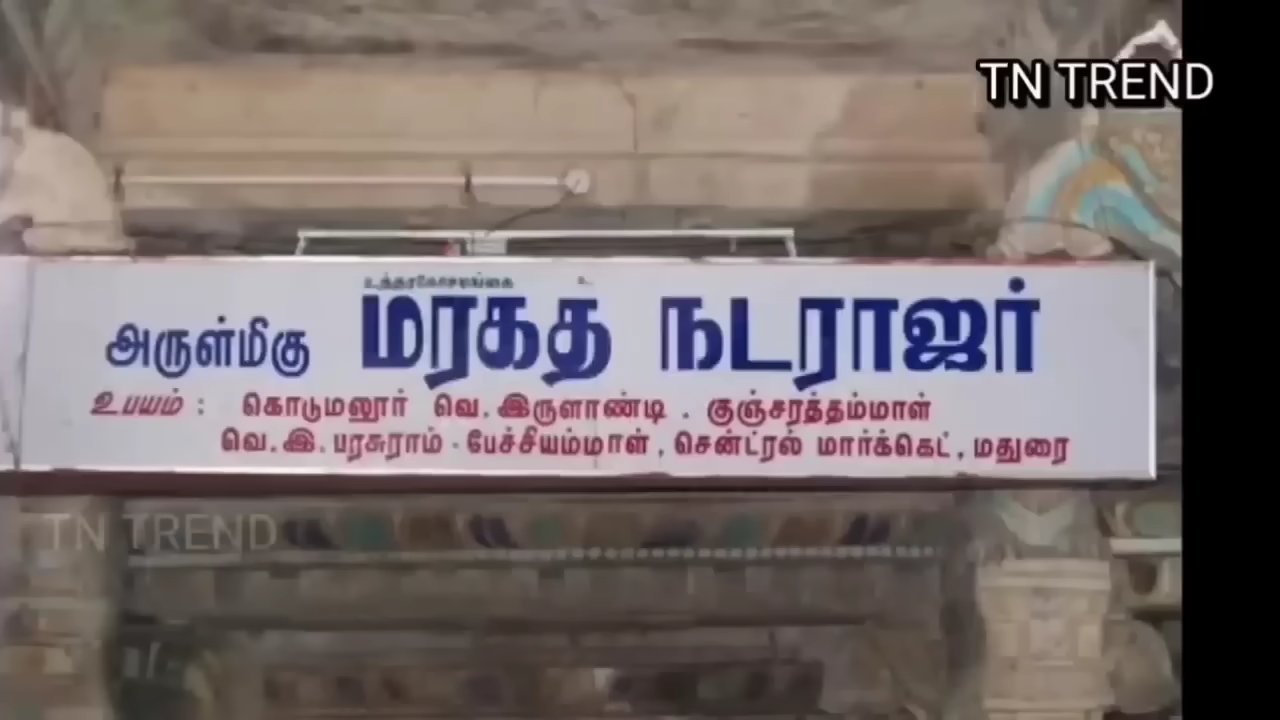 TN TREND
உத்தரகோசமங்கை
அருள்மிகு மரகத நடராஜர்
உபயம் : கொடுமலூர் வெ.இருளாண்டி . குஞ்சரத்தம்மாள்
வெ.இ.பரசுராம் - பேச்சியம்மாள், சென்ட்ரல் மார்க்கெட், மதுரை
TN TREND